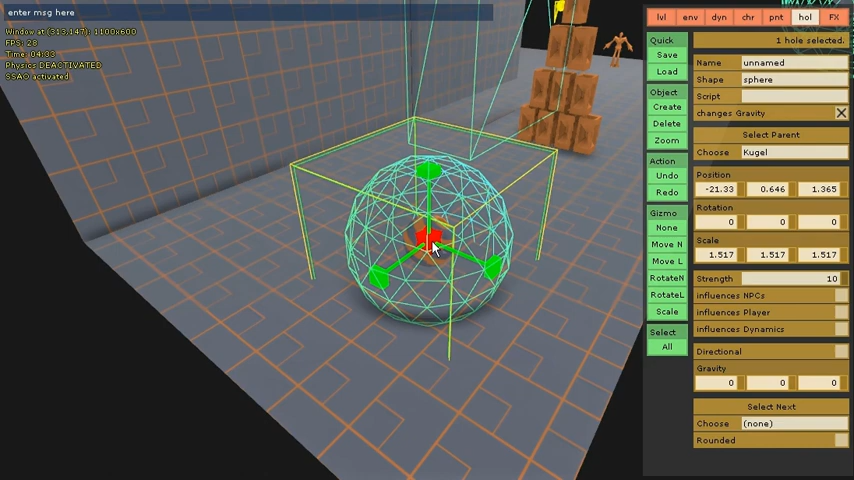 enter msg here
Window at (313,147): 1100x600
FPS: 28
Time: 04:33
Physics DEACTIVATED
SSAO activated
lvl env dyn chr pnt hol FX
Quick
Save
Load
Object
Create
Delete
Zoom
Action
Undo
Redo
Gizmo
None
Move N
Move L
RotateN
RotateL
Scale
Select
All
1 hole selected.
Name unnamed
Shape sphere
Script
changes Gravity X
Select Parent
Choose Kugel
Position
-21.33 0.646 1.365
Rotation
0 0 0
Scale
1.517 1.517 1.517
Strength 10
influences NPCs
influences Player
influences Dynamics
Directional
Gravity
0 0 0
Select Next
Choose (none)
Rounded